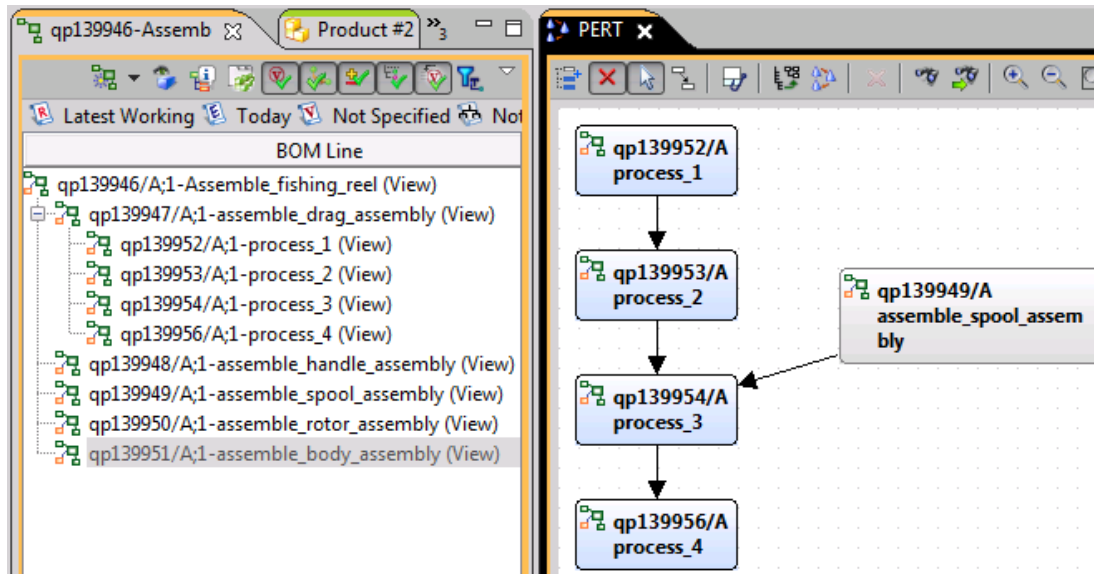 qp139946-Assemb
Product #2
»3
PERT
Latest Working Today Not Specified Not
BOM Line
qp139946/A;1-Assemble_fishing_reel (View)
qp139947/A;1-assemble_drag_assembly (View)
qp139952/A;1-process_1 (View)
qp139953/A;1-process_2 (View)
qp139954/A;1-process_3 (View)
qp139956/A;1-process_4 (View)
qp139948/A;1-assemble_handle_assembly (View)
qp139949/A;1-assemble_spool_assembly (View)
qp139950/A;1-assemble_rotor_assembly (View)
qp139951/A;1-assemble_body_assembly (View)
qp139952/A
process_1
qp139953/A
process_2
qp139949/A
assemble_spool_assem
bly
qp139954/A
process_3
qp139956/A
process_4